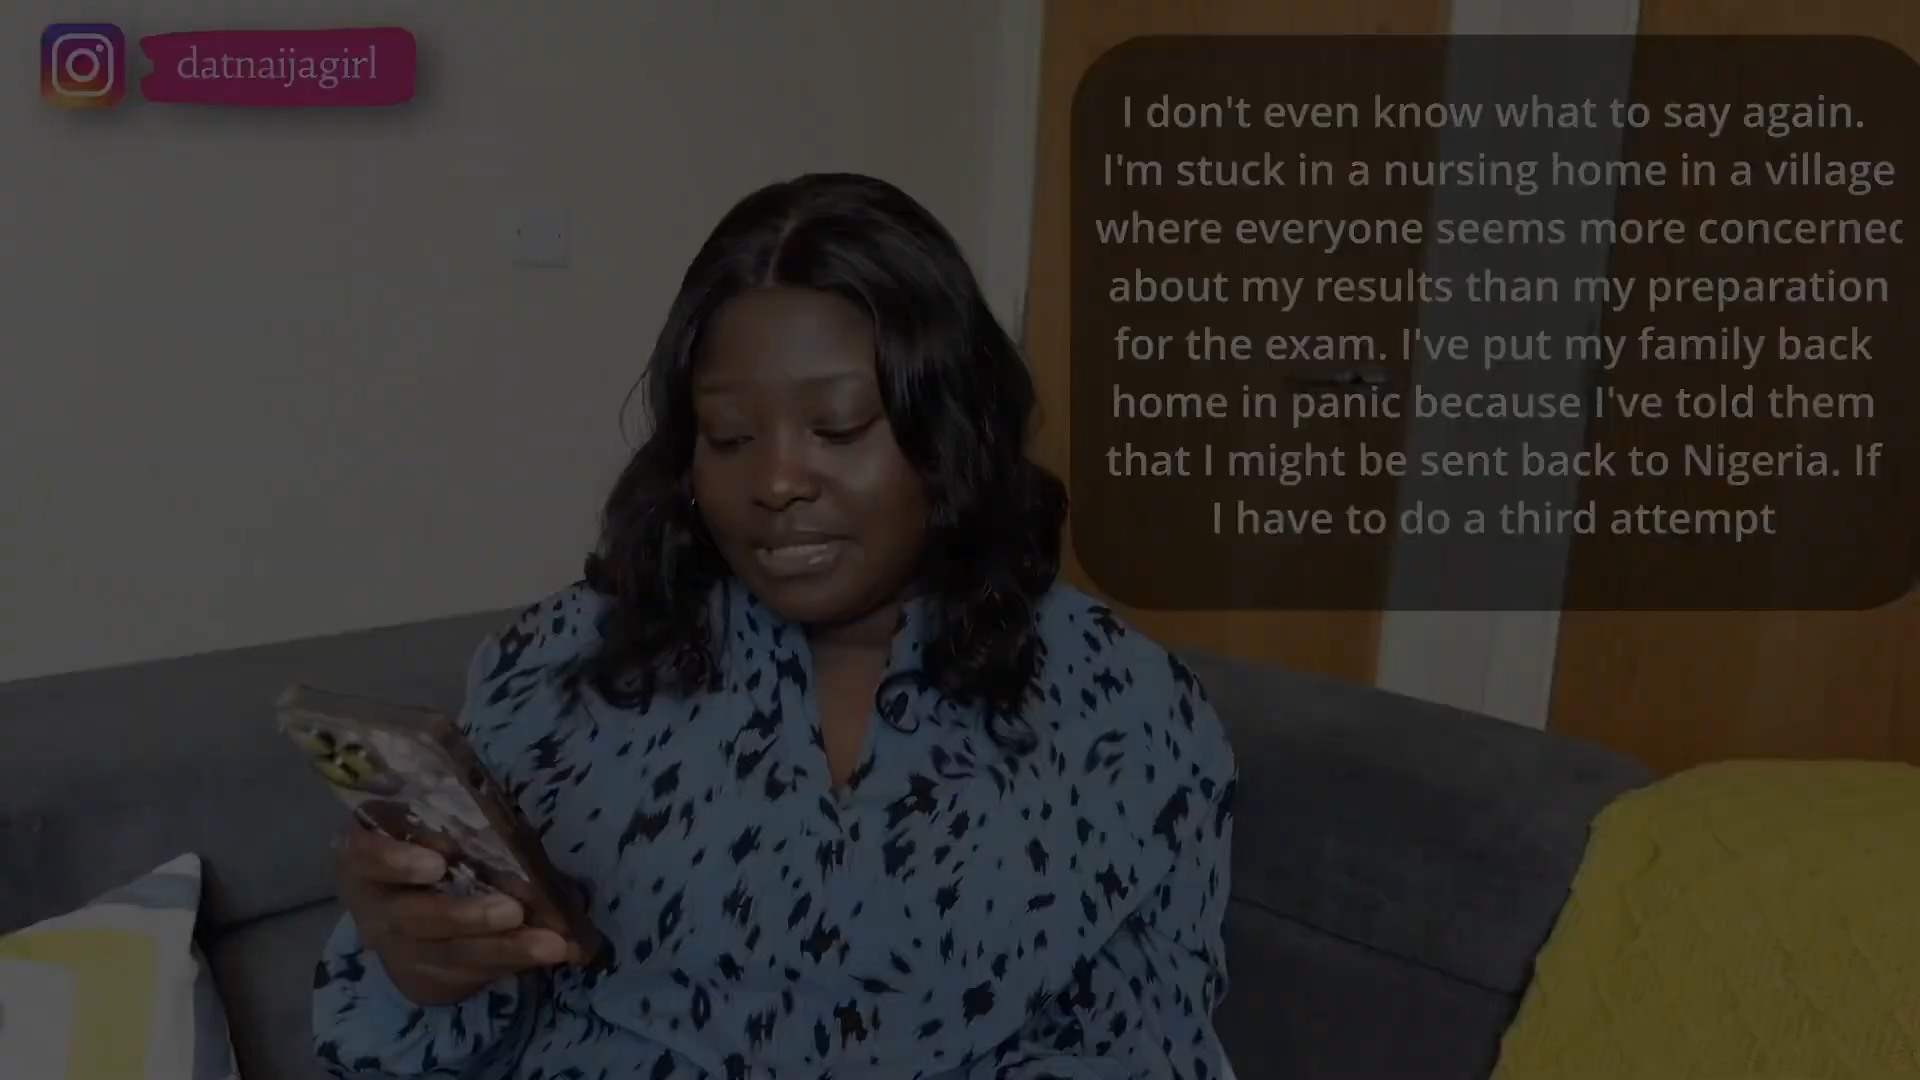 datnaijagirl
I don't even know what to say again.
I'm stuck in a nursing home in a village
where everyone seems more concerned
about my results than my preparation
for the exam. I've put my family back
home in panic because I've told them
that I might be sent back to Nigeria. If
I have to do a third attempt